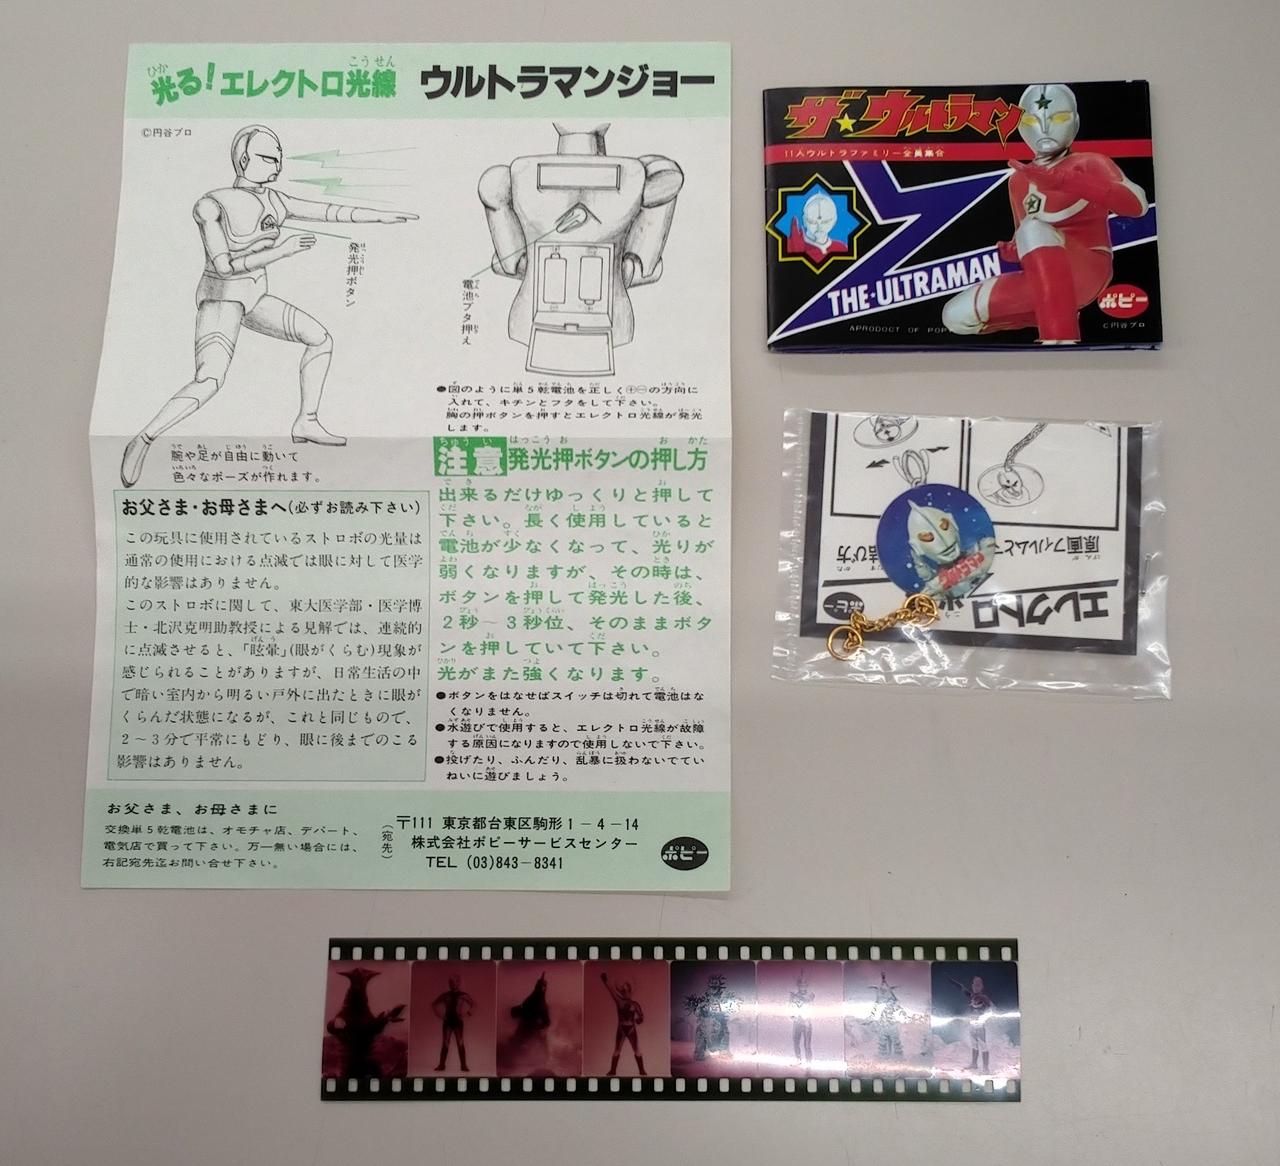 光る!エレクトロ光線 ウルトラマンジョー
©円谷プロ
発光押ボタン
電池ブタ押え
腕や足が自由に動いて
色々なポーズが作れます。
●図のように単5乾電池を正しく⊕⊖の方向に
入れて、キチンとフタをして下さい。
胸の押ボタンを押すとエレクトロ光線が発光
します。
お父さま・お母さまへ(必ずお読み下さい)
この玩具に使用されているストロボの光量は
通常の使用における点滅では眼に対して医学
的な影響はありません。
このストロボに関して、東大医学部・医学博
士・北沢克明助教授による見解では、連続的
に点滅させると、「眩暈」(眼がくらむ)現象が
感じられることがありますが、日常生活の中
で暗い室内から明るい戸外に出たときに眼が
くらんだ状態になるが、これと同じもので、
2〜3分で平常にもどり、眼に後までのこる
影響はありません。
注意 発光押ボタンの押し方
出来るだけゆっくりと押して
下さい。長く使用していると
電池が少なくなって、光りが
弱くなりますが、その時は、
ボタンを押して発光した後、
2秒〜3秒位、そのままボタ
ンを押していて下さい。
光がまた強くなります。
●ボタンをはなせばスイッチは切れて電池はな
くなりません。
●水遊びで使用すると、エレクトロ光線が故障
する原因になりますので使用しないで下さい。
●投げたり、ふんだり、乱暴に扱わないでてい
ねいに遊びましょう。
お父さま、お母さまに
交換単5乾電池は、オモチャ店、デパート、
電気店で買って下さい。万一無い場合には、
右記宛先迄お問い合せ下さい。
(宛先)
〒111 東京都台東区駒形1-4-14
株式会社ポピーサービスセンター
TEL (03)843-8341
ポピー
ザ★ウルトラマン
11人ウルトラファミリー全員集合
THE・ULTRAMAN
ポピー
A PRODOCT OF POP
©円谷プロ
原画フィルムと
結び方
エレクトロ
光
ポピー